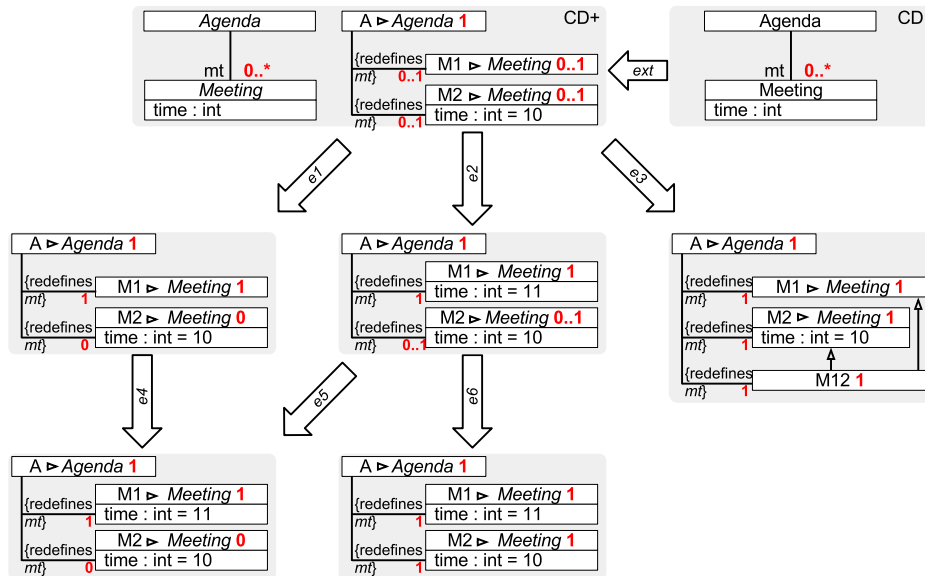 CD+
Agenda
mt 0..*
Meeting
time : int
A ▻ Agenda 1
{redefines
mt} 0..1
M1 ▻ Meeting 0..1
{redefines
mt} 0..1
M2 ▻ Meeting 0..1
time : int = 10
ext
CD
Agenda
mt 0..*
Meeting
time : int
e1
e2
e3
A ▻ Agenda 1
{redefines
mt} 1
M1 ▻ Meeting 1
{redefines
mt} 0
M2 ▻ Meeting 0
time : int = 10
A ▻ Agenda 1
{redefines
mt} 1
M1 ▻ Meeting 1
time : int = 11
{redefines
mt} 0..1
M2 ▻ Meeting 0..1
time : int = 10
A ▻ Agenda 1
{redefines
mt} 1
M1 ▻ Meeting 1
{redefines
mt} 1
M2 ▻ Meeting 1
time : int = 10
{redefines
mt} 1
M12 1
e4
e5
e6
A ▻ Agenda 1
{redefines
mt} 1
M1 ▻ Meeting 1
time : int = 11
{redefines
mt} 0
M2 ▻ Meeting 0
time : int = 10
A ▻ Agenda 1
{redefines
mt} 1
M1 ▻ Meeting 1
time : int = 11
{redefines
mt} 1
M2 ▻ Meeting 1
time : int = 10